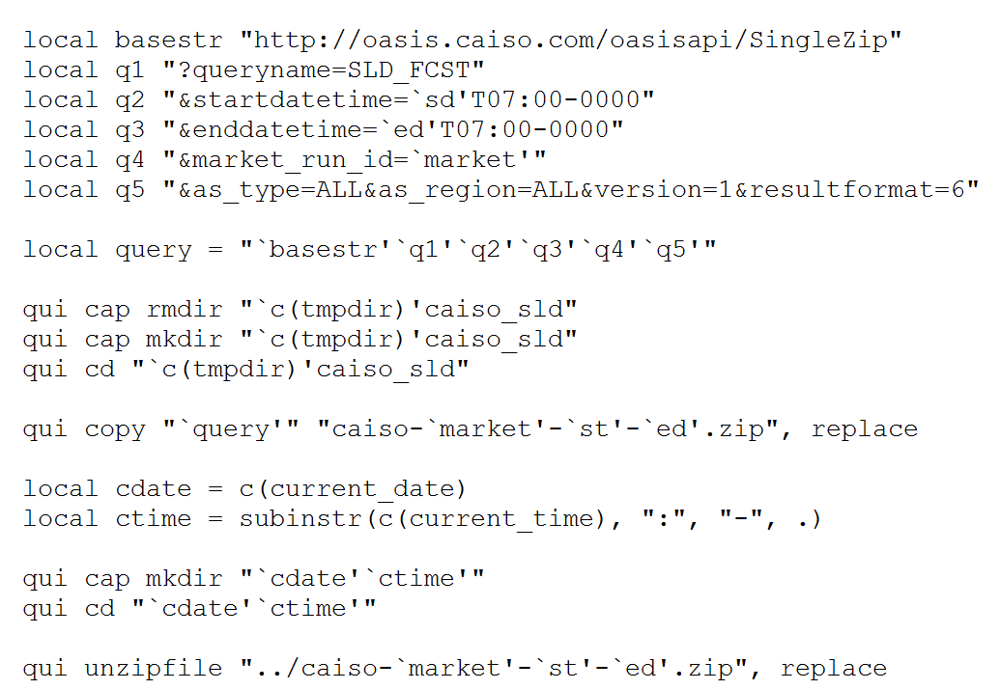 local basestr "http://oasis.caiso.com/oasisapi/SingleZip"
local q1 "?queryname=SLD_FCST"
local q2 "&startdatetime=`sd'T07:00-0000"
local q3 "&enddatetime=`ed'T07:00-0000"
local q4 "&market_run_id=`market'"
local q5 "&as_type=ALL&as_region=ALL&version=1&resultformat=6"
local query = "`basestr'`q1'`q2'`q3'`q4'`q5'"
qui cap rmdir "`c(tmpdir)'caiso_sld"
qui cap mkdir "`c(tmpdir)'caiso_sld"
qui cd "`c(tmpdir)'caiso_sld"
qui copy "`query'" "caiso-`market'-`st'-`ed'.zip", replace
local cdate = c(current_date)
local ctime = subinstr(c(current_time), ":", "-", .)
qui cap mkdir "`cdate'`ctime'"
qui cd "`cdate'`ctime'"
qui unzipfile "../caiso-`market'-`st'-`ed'.zip", replace